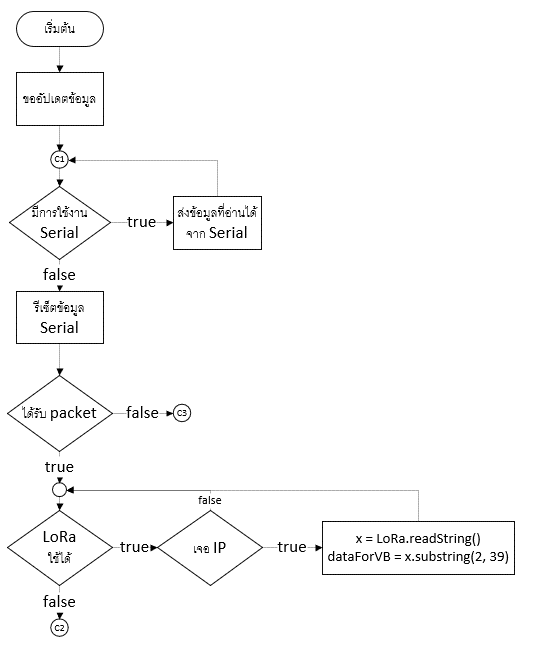 เริ่มต้น
ขออัปเดตข้อมูล
C1
มีการใช้งาน
Serial
true
ส่งข้อมูลที่อ่านได้
จาก Serial
false
รีเซ็ตข้อมูล
Serial
ได้รับ packet
false
C3
true
false
LoRa
ใช้ได้
true
เจอ IP
true
x = LoRa.readString()
dataForVB = x.substring(2, 39)
false
C2